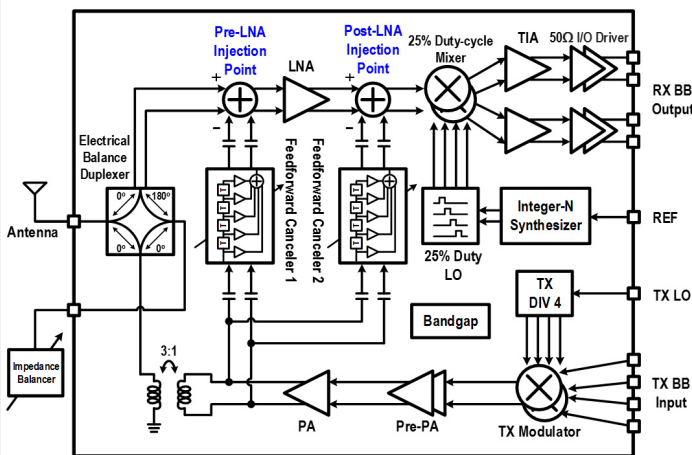 Pre-LNA
Injection
Point
Post-LNA
Injection
Point
25% Duty-cycle
Mixer
TIA
50Ω I/O Driver
LNA
+
−
+
−
RX BB
Output
Electrical
Balance
Duplexer
0°
180°
0°
0°
Antenna
Feedforward Canceler 1
Feedforward Canceler 2
25% Duty
LO
Integer-N
Synthesizer
REF
TX
DIV 4
TX LO
Bandgap
3:1
Impedance
Balancer
PA
Pre-PA
TX Modulator
TX BB
Input